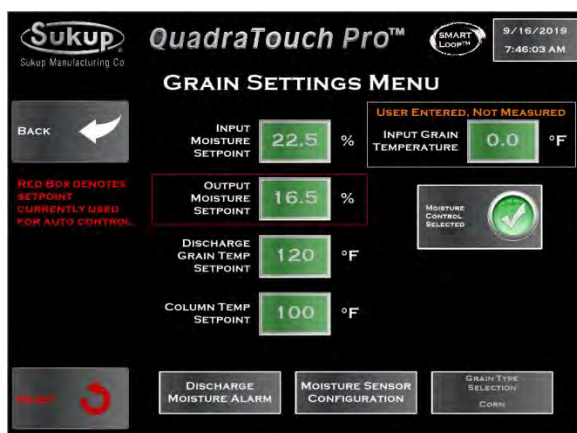 Sukup
Sukup Manufacturing Co
QuadraTouch Pro™
SMART
LOOP™
9/16/2019
7:46:03 AM
GRAIN SETTINGS MENU
BACK
RED BOX DENOTES
SETPOINT
CURRENTLY USED
FOR AUTO CONTROL
INPUT
MOISTURE
SETPOINT
22.5 %
USER ENTERED, NOT MEASURED
INPUT GRAIN
TEMPERATURE
0.0 °F
OUTPUT
MOISTURE
SETPOINT
16.5 %
MOISTURE
CONTROL
SELECTED
DISCHARGE
GRAIN TEMP
SETPOINT
120 °F
COLUMN TEMP
SETPOINT
100 °F
RESET
DISCHARGE
MOISTURE ALARM
MOISTURE SENSOR
CONFIGURATION
GRAIN TYPE
SELECTION
CORN